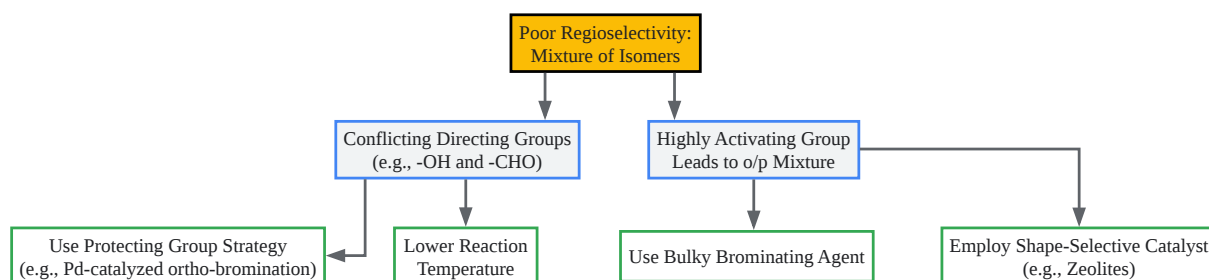 Poor Regioselectivity:
Mixture of Isomers
Conflicting Directing Groups
(e.g., -OH and -CHO)
Highly Activating Group
Leads to o/p Mixture
Use Protecting Group Strategy
(e.g., Pd-catalyzed ortho-bromination)
Lower Reaction
Temperature
Use Bulky Brominating Agent
Employ Shape-Selective Catalyst
(e.g., Zeolites)